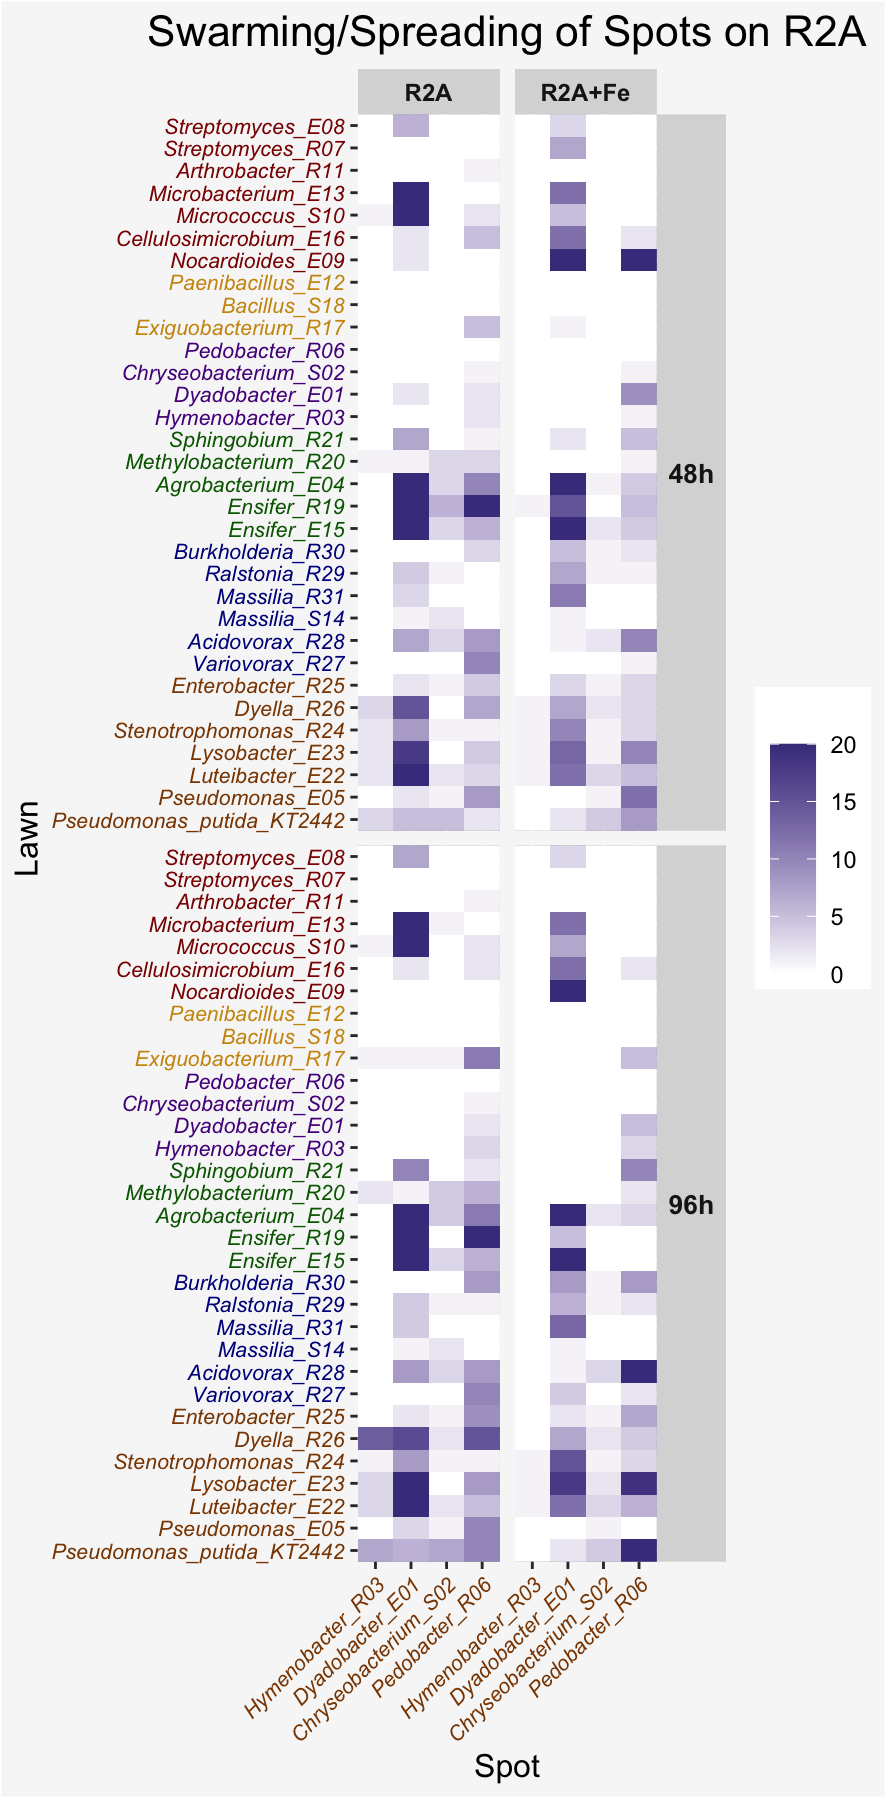 Swarming/Spreading of Spots on R2A
R2A
R2A+Fe
Streptomyces_E08
Streptomyces_R07
Arthrobacter_R11
Microbacterium_E13
Micrococcus_S10
Cellulosimicrobium_E16
Nocardioides_E09
Paenibacillus_E12
Bacillus_S18
Exiguobacterium_R17
Pedobacter_R06
Chryseobacterium_S02
Dyadobacter_E01
Hymenobacter_R03
Sphingobium_R21
Methylobacterium_R20
Agrobacterium_E04
Ensifer_R19
Ensifer_E15
Burkholderia_R30
Ralstonia_R29
Massilia_R31
Massilia_S14
Acidovorax_R28
Variovorax_R27
Enterobacter_R25
Dyella_R26
Stenotrophomonas_R24
Lysobacter_E23
Luteibacter_E22
Pseudomonas_E05
Pseudomonas_putida_KT2442
48h
Streptomyces_E08
Streptomyces_R07
Arthrobacter_R11
Microbacterium_E13
Micrococcus_S10
Cellulosimicrobium_E16
Nocardioides_E09
Paenibacillus_E12
Bacillus_S18
Exiguobacterium_R17
Pedobacter_R06
Chryseobacterium_S02
Dyadobacter_E01
Hymenobacter_R03
Sphingobium_R21
Methylobacterium_R20
Agrobacterium_E04
Ensifer_R19
Ensifer_E15
Burkholderia_R30
Ralstonia_R29
Massilia_R31
Massilia_S14
Acidovorax_R28
Variovorax_R27
Enterobacter_R25
Dyella_R26
Stenotrophomonas_R24
Lysobacter_E23
Luteibacter_E22
Pseudomonas_E05
Pseudomonas_putida_KT2442
96h
Lawn
Hymenobacter_R03
Dyadobacter_E01
Chryseobacterium_S02
Pedobacter_R06
Hymenobacter_R03
Dyadobacter_E01
Chryseobacterium_S02
Pedobacter_R06
Spot
20
15
10
5
0